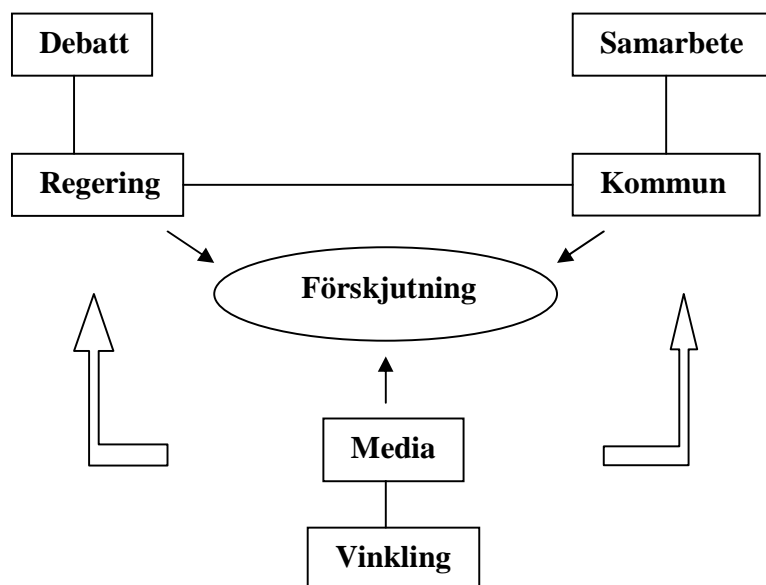 Debatt
Samarbete
Regering
Kommun
Förskjutning
Media
Vinkling